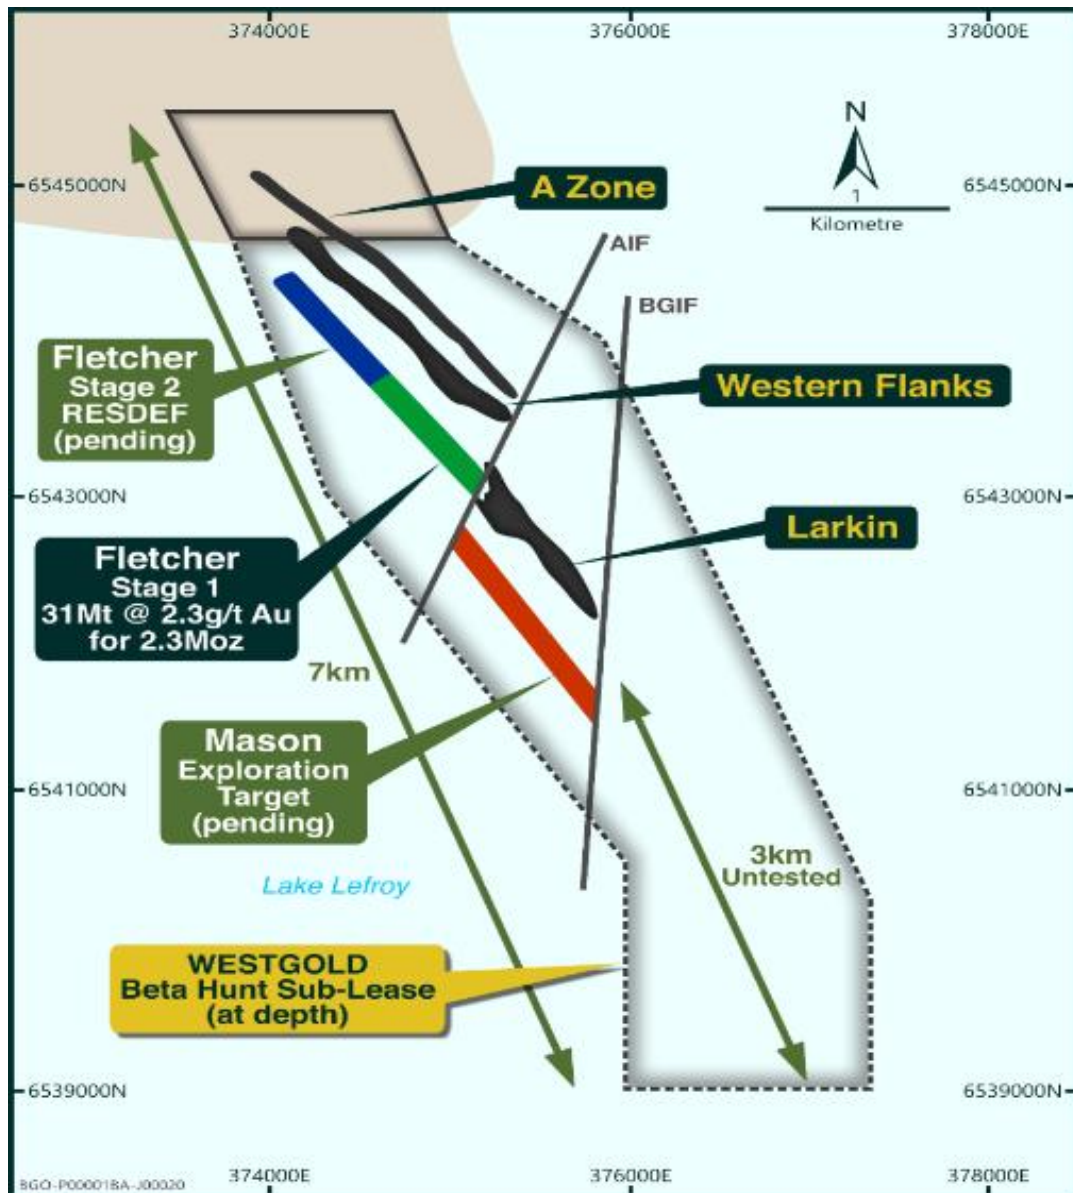 374000E
376000E
378000E
N
1
Kilometre
6545000N
6545000N
A Zone
AIF
BGIF
Fletcher
Stage 2
RESDEF
(pending)
Western Flanks
6543000N
6543000N
Larkin
Fletcher
Stage 1
31Mt @ 2.3g/t Au
for 2.3Moz
7km
Mason
Exploration
Target
(pending)
6541000N
6541000N
3km
Untested
Lake Lefroy
WESTGOLD
Beta Hunt Sub-Lease
(at depth)
6539000N
6539000N
374000E
376000E
378000E
BGO-P00001BA-J00020